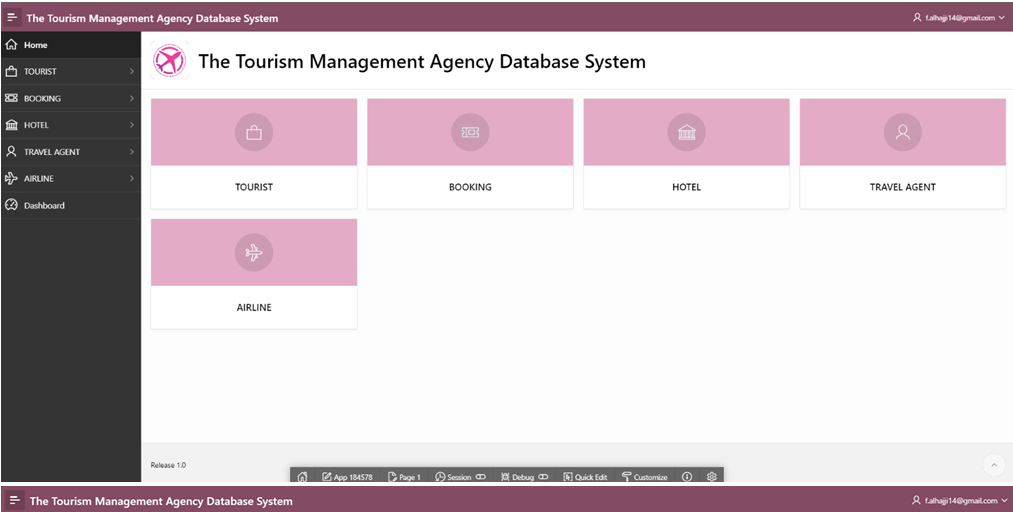 The Tourism Management Agency Database System
f.alhajji14@gmail.com
Home
TOURIST
BOOKING
HOTEL
TRAVEL AGENT
AIRLINE
Dashboard
The Tourism Management Agency Database System
TOURIST
BOOKING
HOTEL
TRAVEL AGENT
AIRLINE
Release 1.0
App 184578
Page 1
Session
Debug
Quick Edit
Customize
The Tourism Management Agency Database System
f.alhajji14@gmail.com